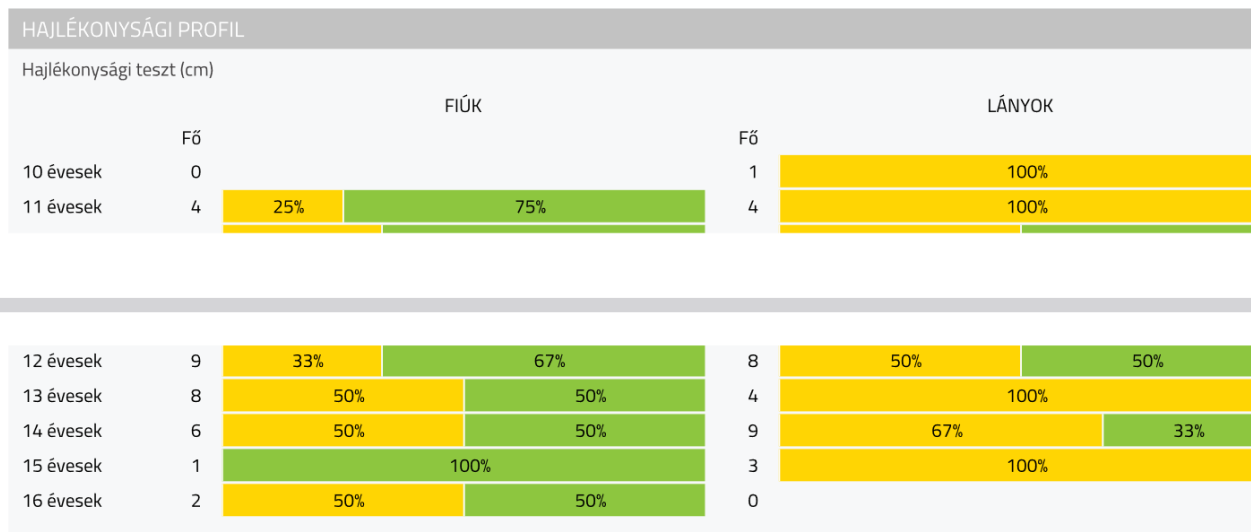 HAJLÉKONYSÁGI PROFIL
Hajlékonysági teszt (cm)
FIÚK LÁNYOK
Fő Fő
10 évesek 0 1 100%
11 évesek 4 25% 75% 4 100%
12 évesek 9 33% 67% 8 50% 50%
13 évesek 8 50% 50% 4 100%
14 évesek 6 50% 50% 9 67% 33%
15 évesek 1 100% 3 100%
16 évesek 2 50% 50% 0